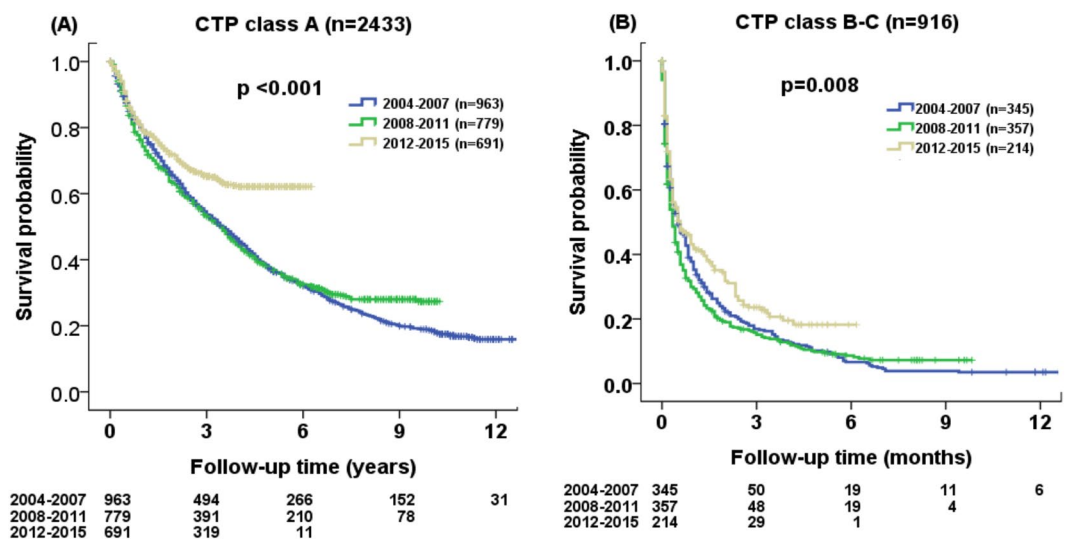 (A) CTP class A (n=2433)
p <0.001
2004-2007 (n=963)
2008-2011 (n=779)
2012-2015 (n=691)
Survival probability
1.0
0.8
0.6
0.4
0.2
0.0
0 3 6 9 12
Follow-up time (years)
2004-2007 963 494 266 152 31
2008-2011 779 391 210 78
2012-2015 691 319 11
(B) CTP class B-C (n=916)
p=0.008
2004-2007 (n=345)
2008-2011 (n=357)
2012-2015 (n=214)
Survival probability
1.0
0.8
0.6
0.4
0.2
0.0
0 3 6 9 12
Follow-up time (months)
2004-2007 345 50 19 11 6
2008-2011 357 48 19 4
2012-2015 214 29 1